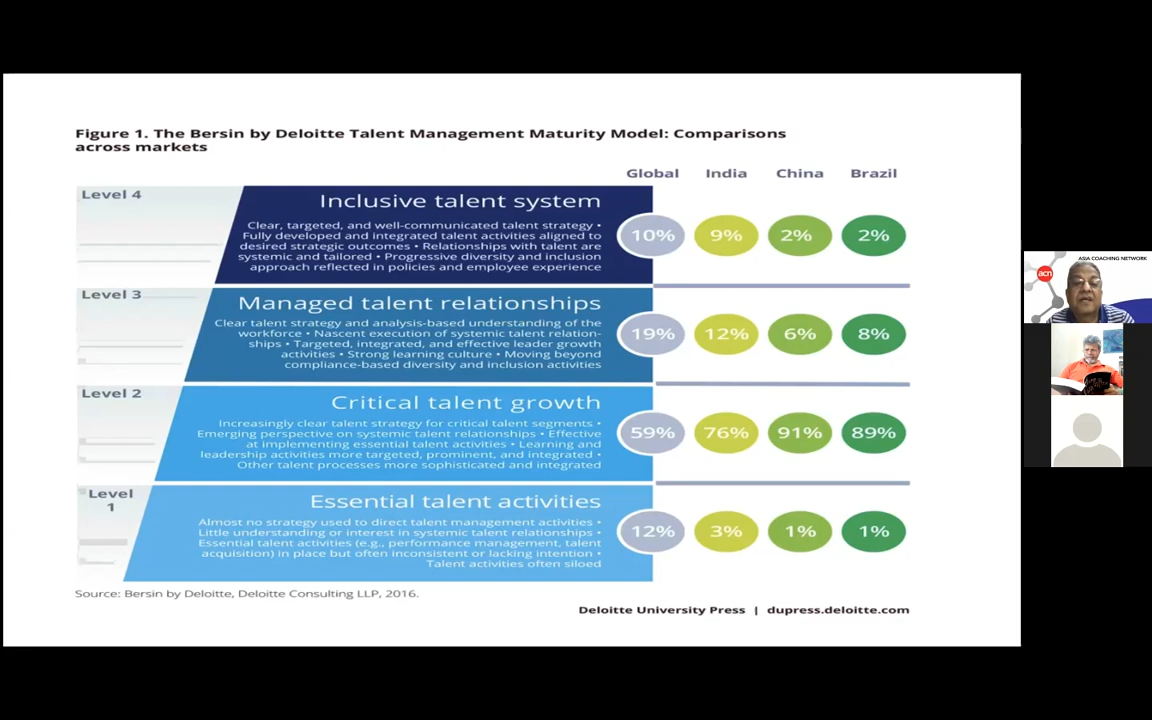 Figure 1. The Bersin by Deloitte Talent Management Maturity Model: Comparisons
across markets
Global India China Brazil
Level 4
Inclusive talent system
Clear, targeted, and well-communicated talent strategy •
Fully developed and integrated talent activities aligned to
desired strategic outcomes • Relationships with talent are
systemic and tailored • Progressive diversity and inclusion
approach reflected in policies and employee experience
10% 9% 2% 2%
Level 3
Managed talent relationships
Clear talent strategy and analysis-based understanding of the
workforce • Nascent execution of systemic talent relation-
ships • Targeted, integrated, and effective leader growth
activities • Strong learning culture • Moving beyond
compliance-based diversity and inclusion activities
19% 12% 6% 8%
Level 2
Critical talent growth
Increasingly clear talent strategy for critical talent segments •
Emerging perspective on systemic talent relationships • Effective
at implementing essential talent activities • Learning and
leadership activities more targeted, prominent, and integrated •
Other talent processes more sophisticated and integrated
59% 76% 91% 89%
Level
1
Essential talent activities
Almost no strategy used to direct talent management activities •
Little understanding or interest in systemic talent relationships •
Essential talent activities (e.g., performance management, talent
acquisition) in place but often inconsistent or lacking intention •
Talent activities often siloed
12% 3% 1% 1%
Source: Bersin by Deloitte, Deloitte Consulting LLP, 2016.
Deloitte University Press | dupress.deloitte.com
ASIA COACHING NETWORK
acn